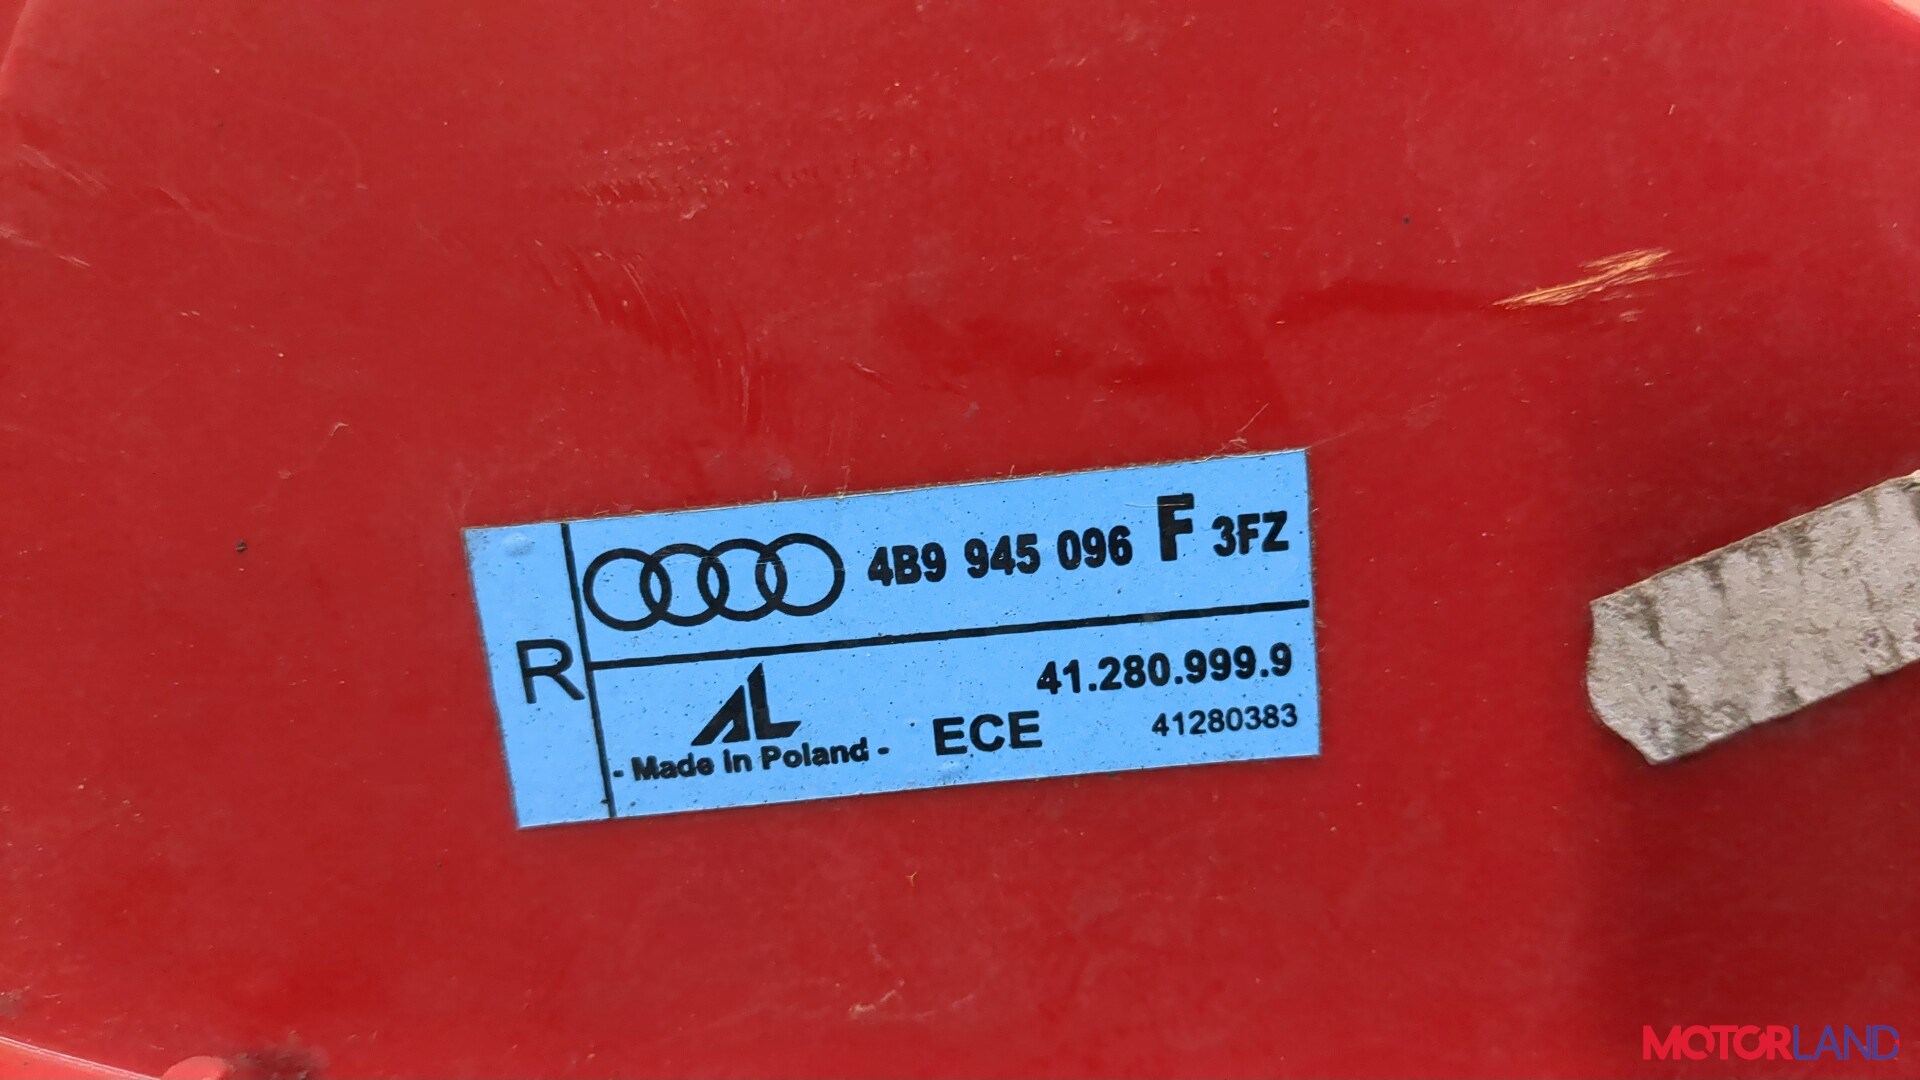 R
4B9 945 096 F 3FZ
41.280.999.9
AL
- Made in Poland - ECE 41280383
MOTORLAND